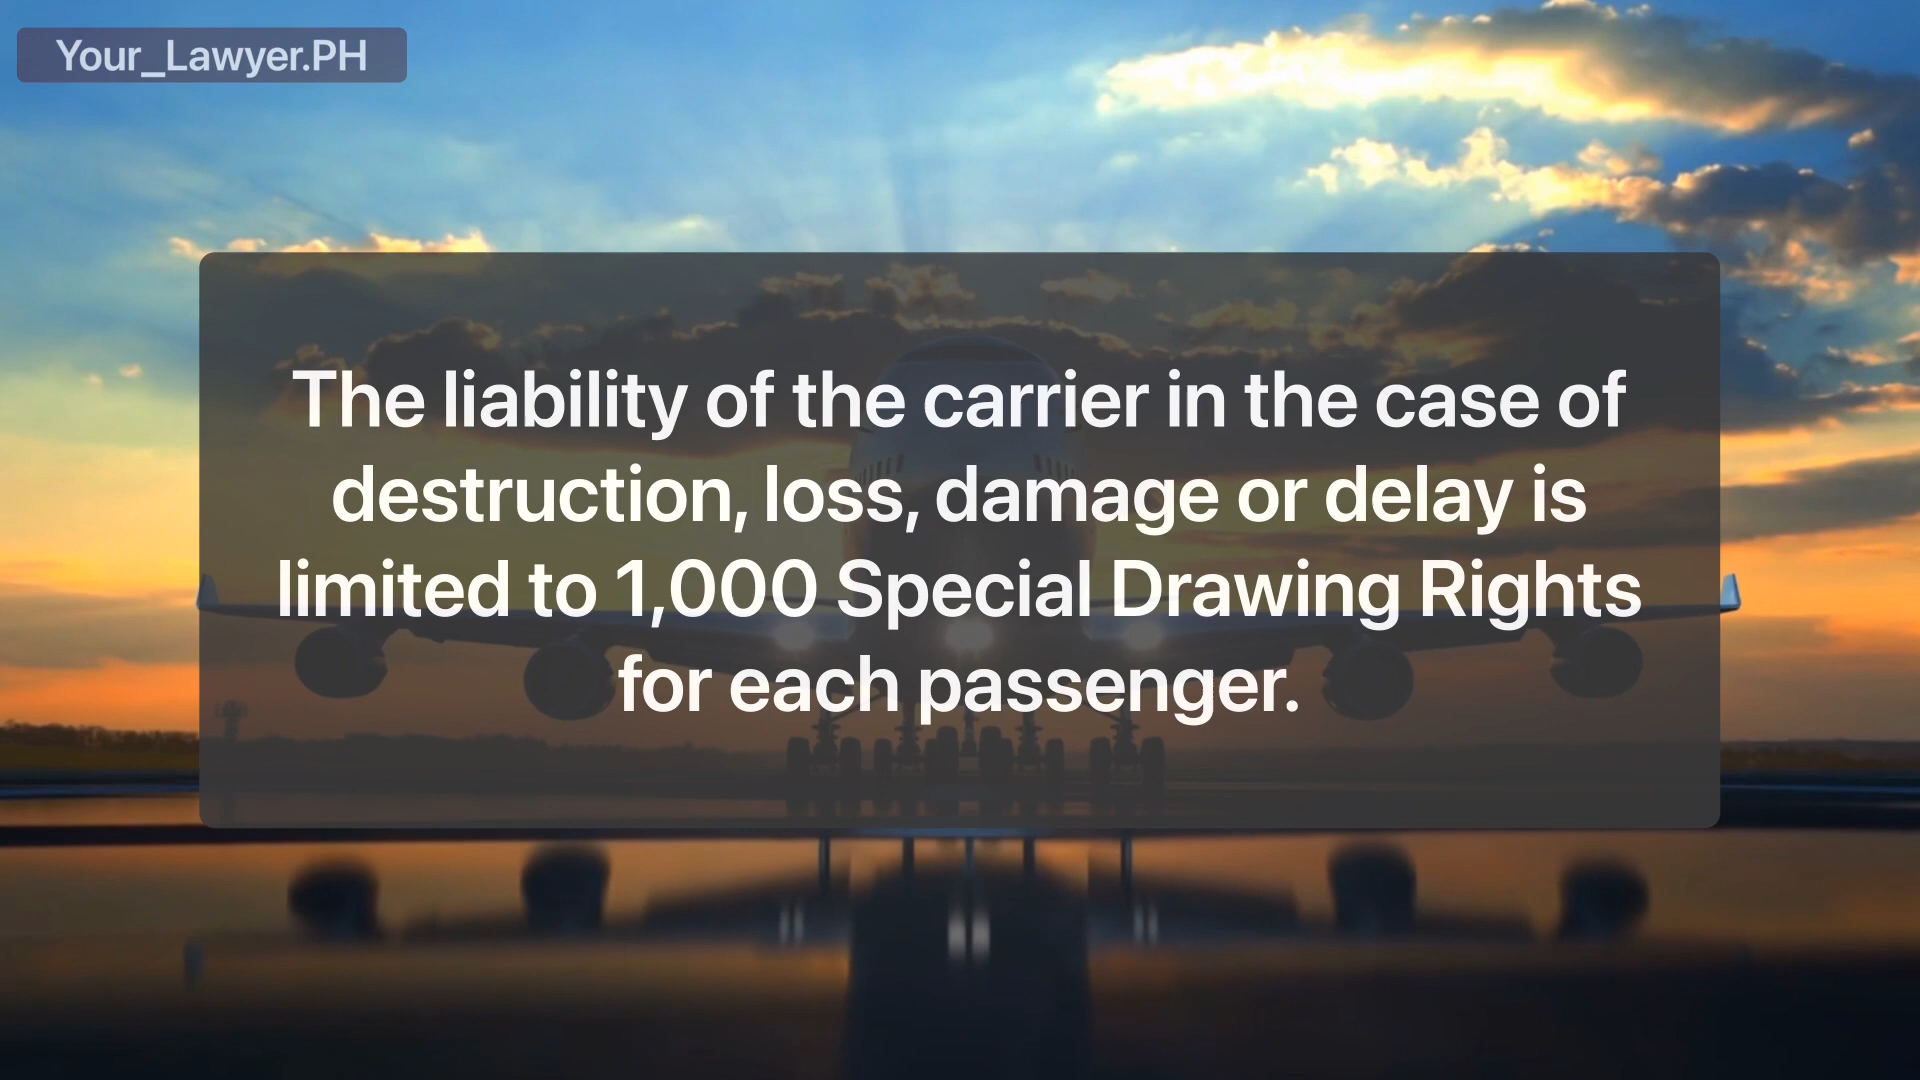 Your_Lawyer.PH
The liability of the carrier in the case of
destruction, loss, damage or delay is
limited to 1,000 Special Drawing Rights
for each passenger.